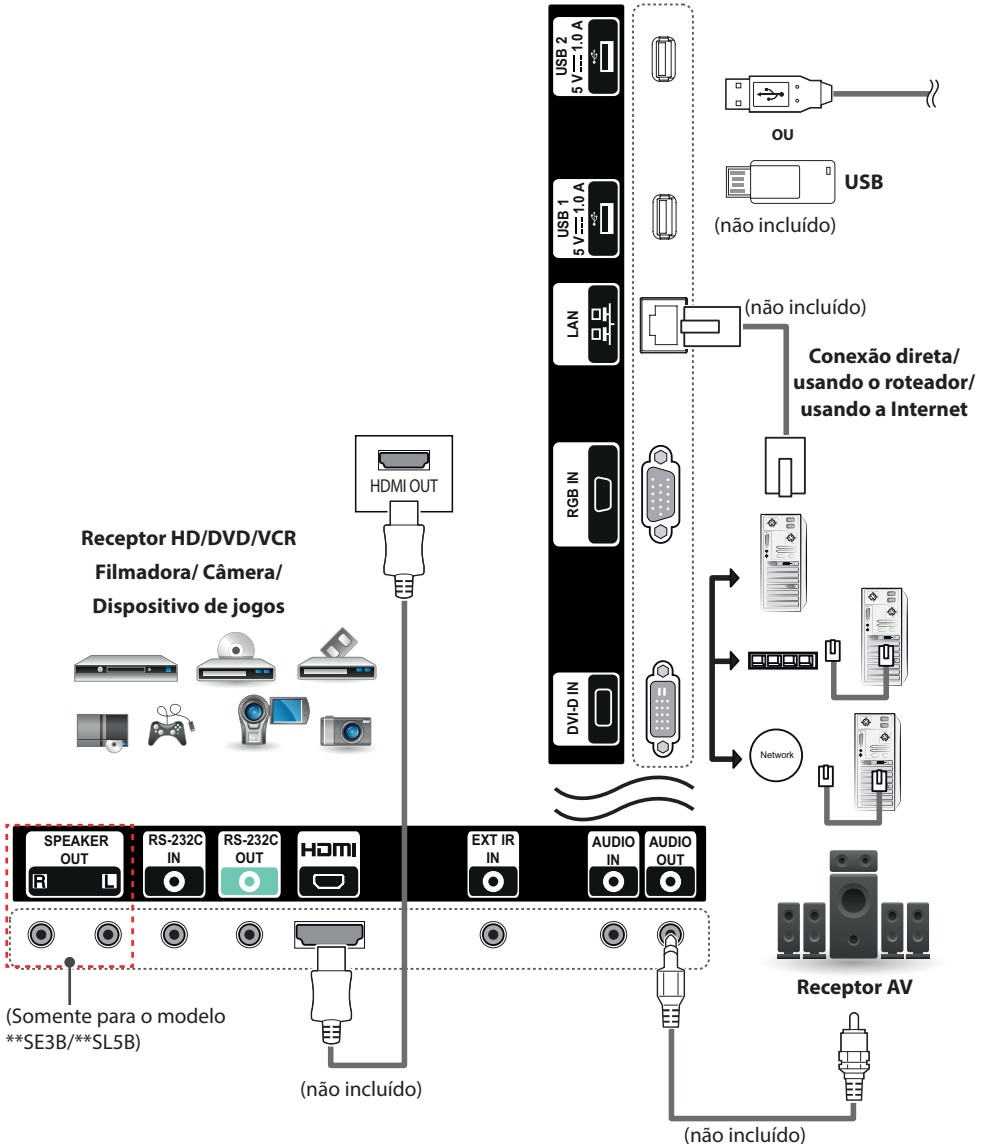 USB 2
5 V 1.0 A
OU
USB
(não incluído)
USB 1
5 V 1.0 A
LAN
(não incluído)
Conexão direta/
usando o roteador/
usando a Internet
HDMI OUT
RGB IN
Receptor HD/DVD/VCR
Filmadora/ Câmera/
Dispositivo de jogos
DVI-D IN
Network
SPEAKER
OUT
R L
RS-232C
IN
RS-232C
OUT
HDMI
EXT IR
IN
AUDIO
IN
AUDIO
OUT
Receptor AV
(Somente para o modelo
**SE3B/**SL5B)
(não incluído)
(não incluído)